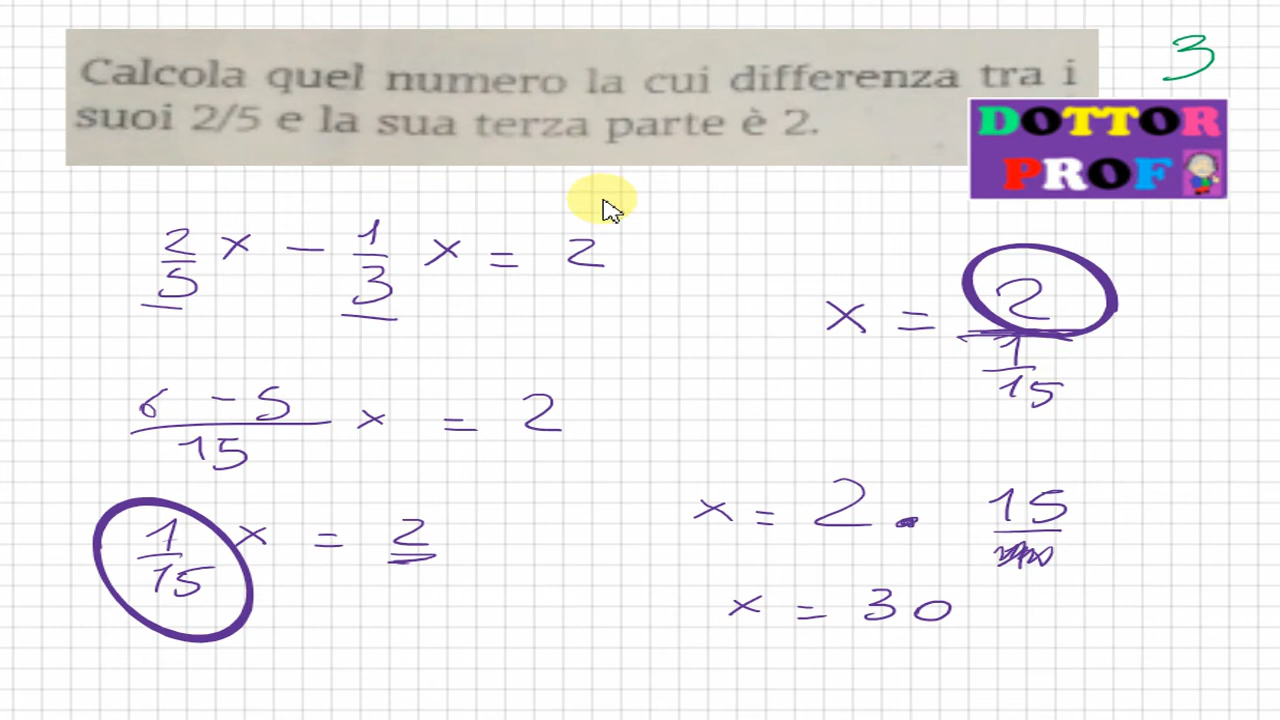 Calcola quel numero la cui differenza tra i
suoi 2/5 e la sua terza parte è 2.
3
DOTTOR
PROF
2/5 x - 1/3 x = 2
6 - 5 / 15 x = 2
1/15 x = 2
x = 2 / 1/15
x = 2 · 15
x = 30